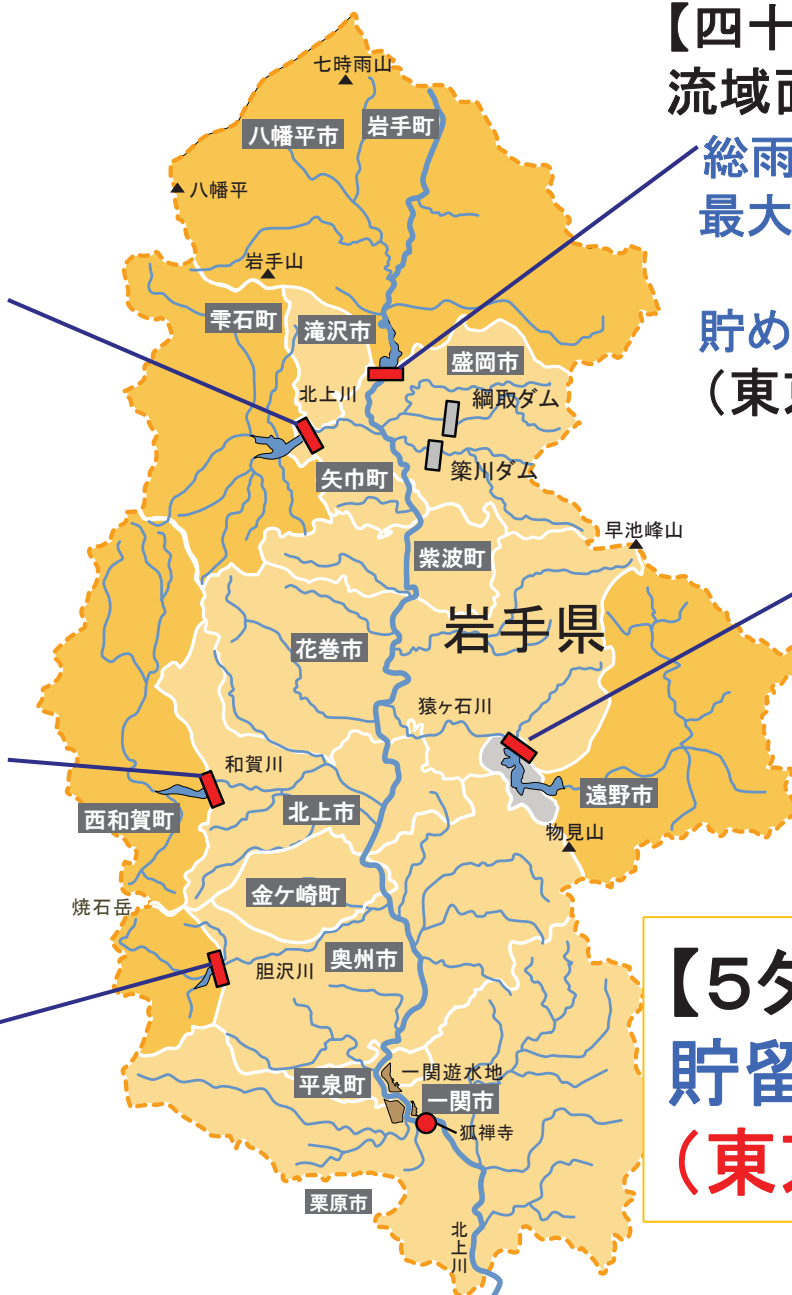 【四十
流域面
総雨
最大
貯め
（東京
七時雨山
八幡平市
岩手町
八幡平
岩手山
雫石町
滝沢市
盛岡市
北上川
綱取ダム
簗川ダム
矢巾町
早池峰山
紫波町
岩手県
花巻市
猿ヶ石川
和賀川
遠野市
西和賀町
北上市
物見山
金ケ崎町
焼石岳
奥州市
胆沢川
【5ダ
貯留
（東京
一関遊水地
平泉町
一関市
狐禅寺
栗原市
北上川